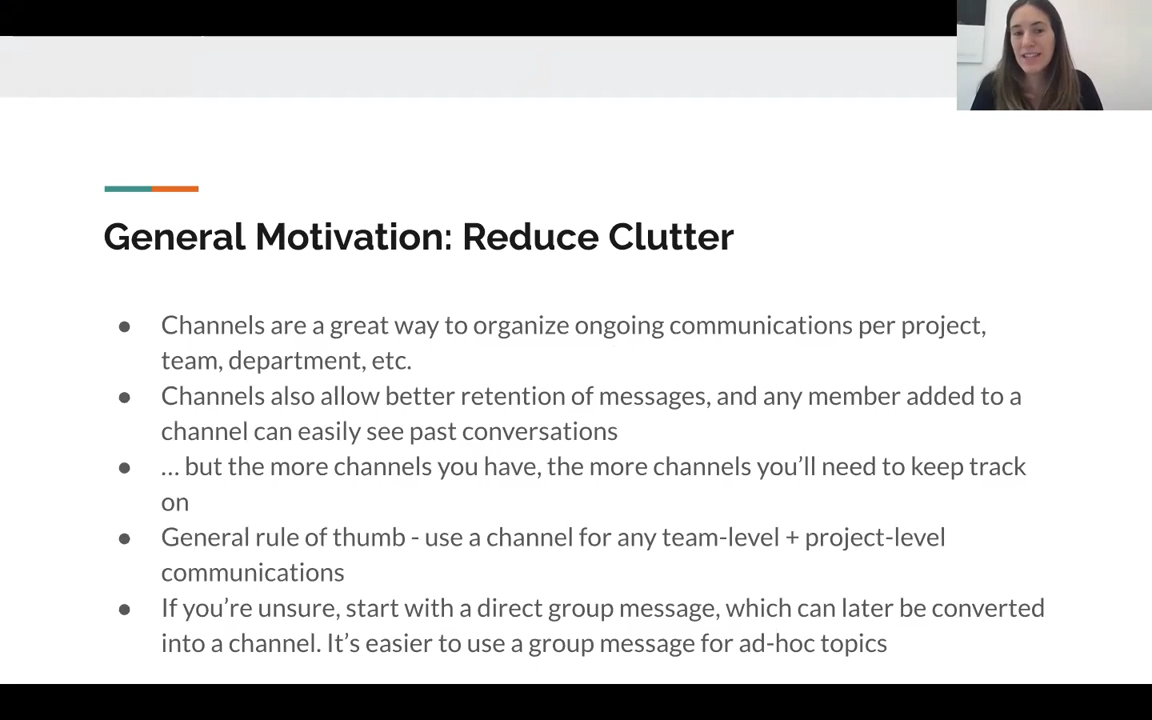 General Motivation: Reduce Clutter
● Channels are a great way to organize ongoing communications per project,
team, department, etc.
● Channels also allow better retention of messages, and any member added to a
channel can easily see past conversations
● … but the more channels you have, the more channels you’ll need to keep track
on
● General rule of thumb - use a channel for any team-level + project-level
communications
● If you’re unsure, start with a direct group message, which can later be converted
into a channel. It’s easier to use a group message for ad-hoc topics